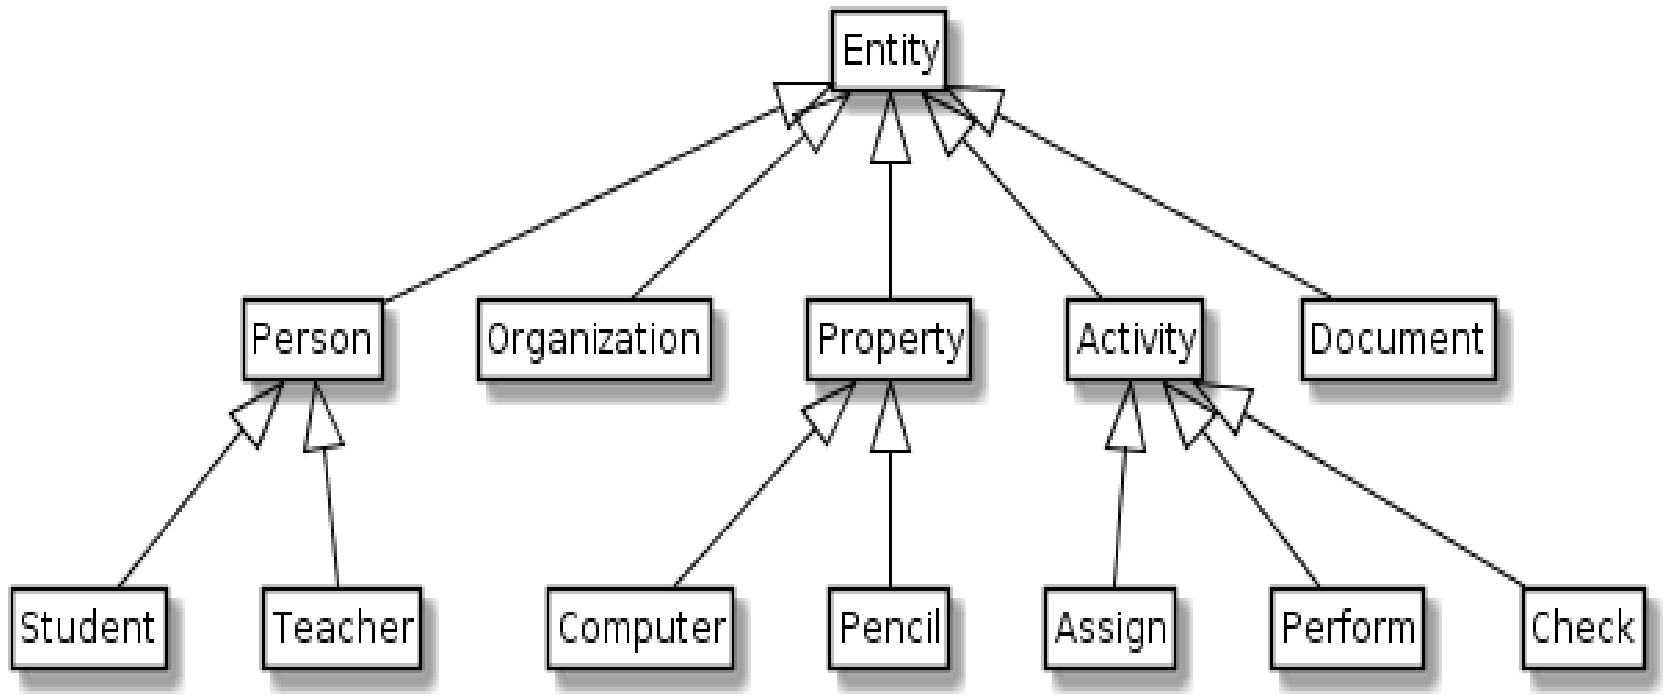 Entity
Person
Organization
Property
Activity
Document
Student
Teacher
Computer
Pencil
Assign
Perform
Check